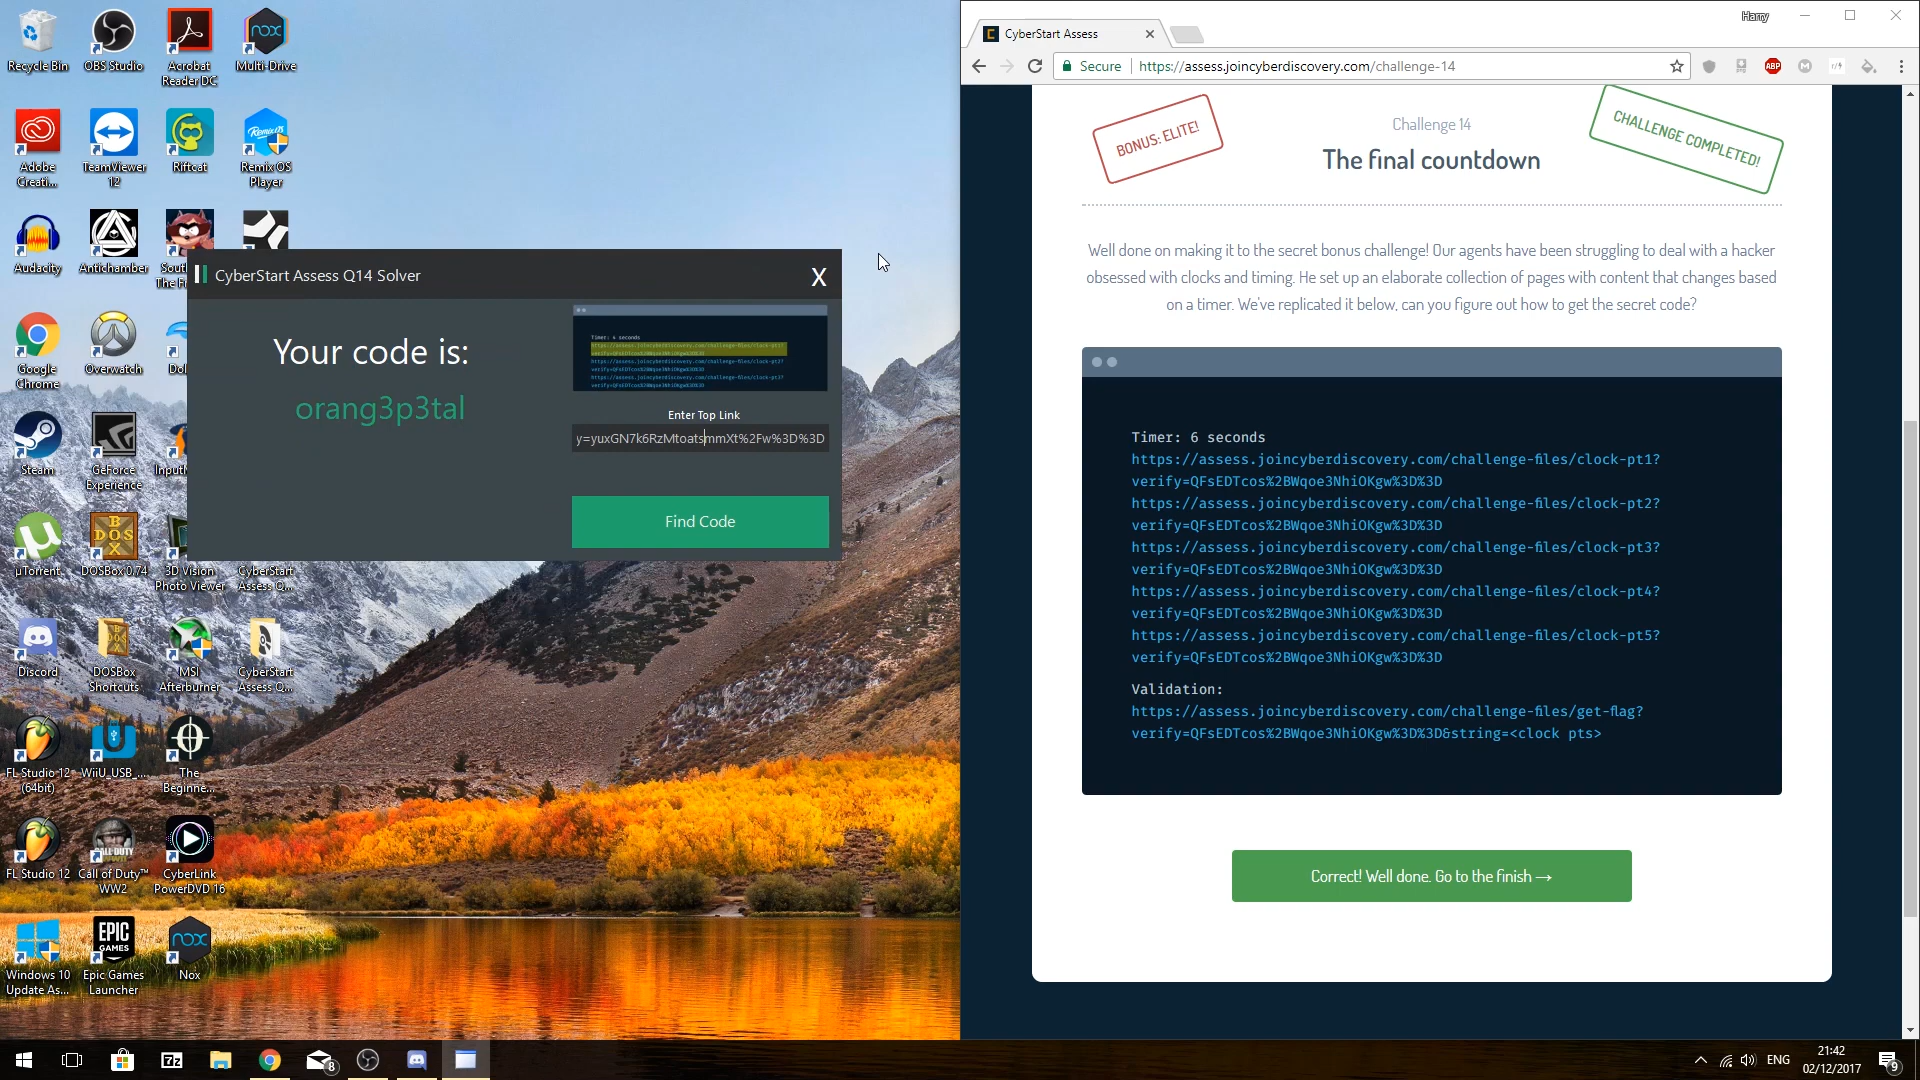 Recycle Bin
OBS Studio
Acrobat
Reader DC
Multi-Drive
Adobe
Creati...
TeamViewer
12
Riftcat
Remix OS
Player
Audacity
Antichamber
South
The Fr
Google
Chrome
Overwatch
Dol
Steam
GeForce
Experience
Input
µTorrent
DOSBox 0.74
3D Vision
Photo Viewer
CyberStart
Assess Q...
Discord
DOSBox
Shortcuts
MSI
Afterburner
CyberStart
Assess Q...
FL Studio 12
(64bit)
WiiU_USB_...
The
Beginne...
FL Studio 12
Call of Duty™
WW2
CyberLink
PowerDVD 16
Windows 10
Update As...
Epic Games
Launcher
Nox
CyberStart Assess Q14 Solver
X
Your code is:
orang3p3tal
Timer: 6 seconds
Enter Top Link
y=yuxGN7k6RzMtoatsmmXt%2Fw%3D%3D
Find Code
Harry
CyberStart Assess
Secure
https://assess.joincyberdiscovery.com/challenge-14
ABP
BONUS: ELITE!
Challenge 14
The final countdown
CHALLENGE COMPLETED!
Well done on making it to the secret bonus challenge! Our agents have been struggling to deal with a hacker
obsessed with clocks and timing. He set up an elaborate collection of pages with content that changes based
on a timer. We've replicated it below, can you figure out how to get the secret code?
Timer: 6 seconds
https://assess.joincyberdiscovery.com/challenge-files/clock-pt1?
verify=QFsEDTcos%2BWqoe3NhiOKgw%3D%3D
https://assess.joincyberdiscovery.com/challenge-files/clock-pt2?
verify=QFsEDTcos%2BWqoe3NhiOKgw%3D%3D
https://assess.joincyberdiscovery.com/challenge-files/clock-pt3?
verify=QFsEDTcos%2BWqoe3NhiOKgw%3D%3D
https://assess.joincyberdiscovery.com/challenge-files/clock-pt4?
verify=QFsEDTcos%2BWqoe3NhiOKgw%3D%3D
https://assess.joincyberdiscovery.com/challenge-files/clock-pt5?
verify=QFsEDTcos%2BWqoe3NhiOKgw%3D%3D
Validation:
https://assess.joincyberdiscovery.com/challenge-files/get-flag?
verify=QFsEDTcos%2BWqoe3NhiOKgw%3D%3D&string=<clock pts>
Correct! Well done. Go to the finish →
7z
8
ENG
21:42
02/12/2017
9